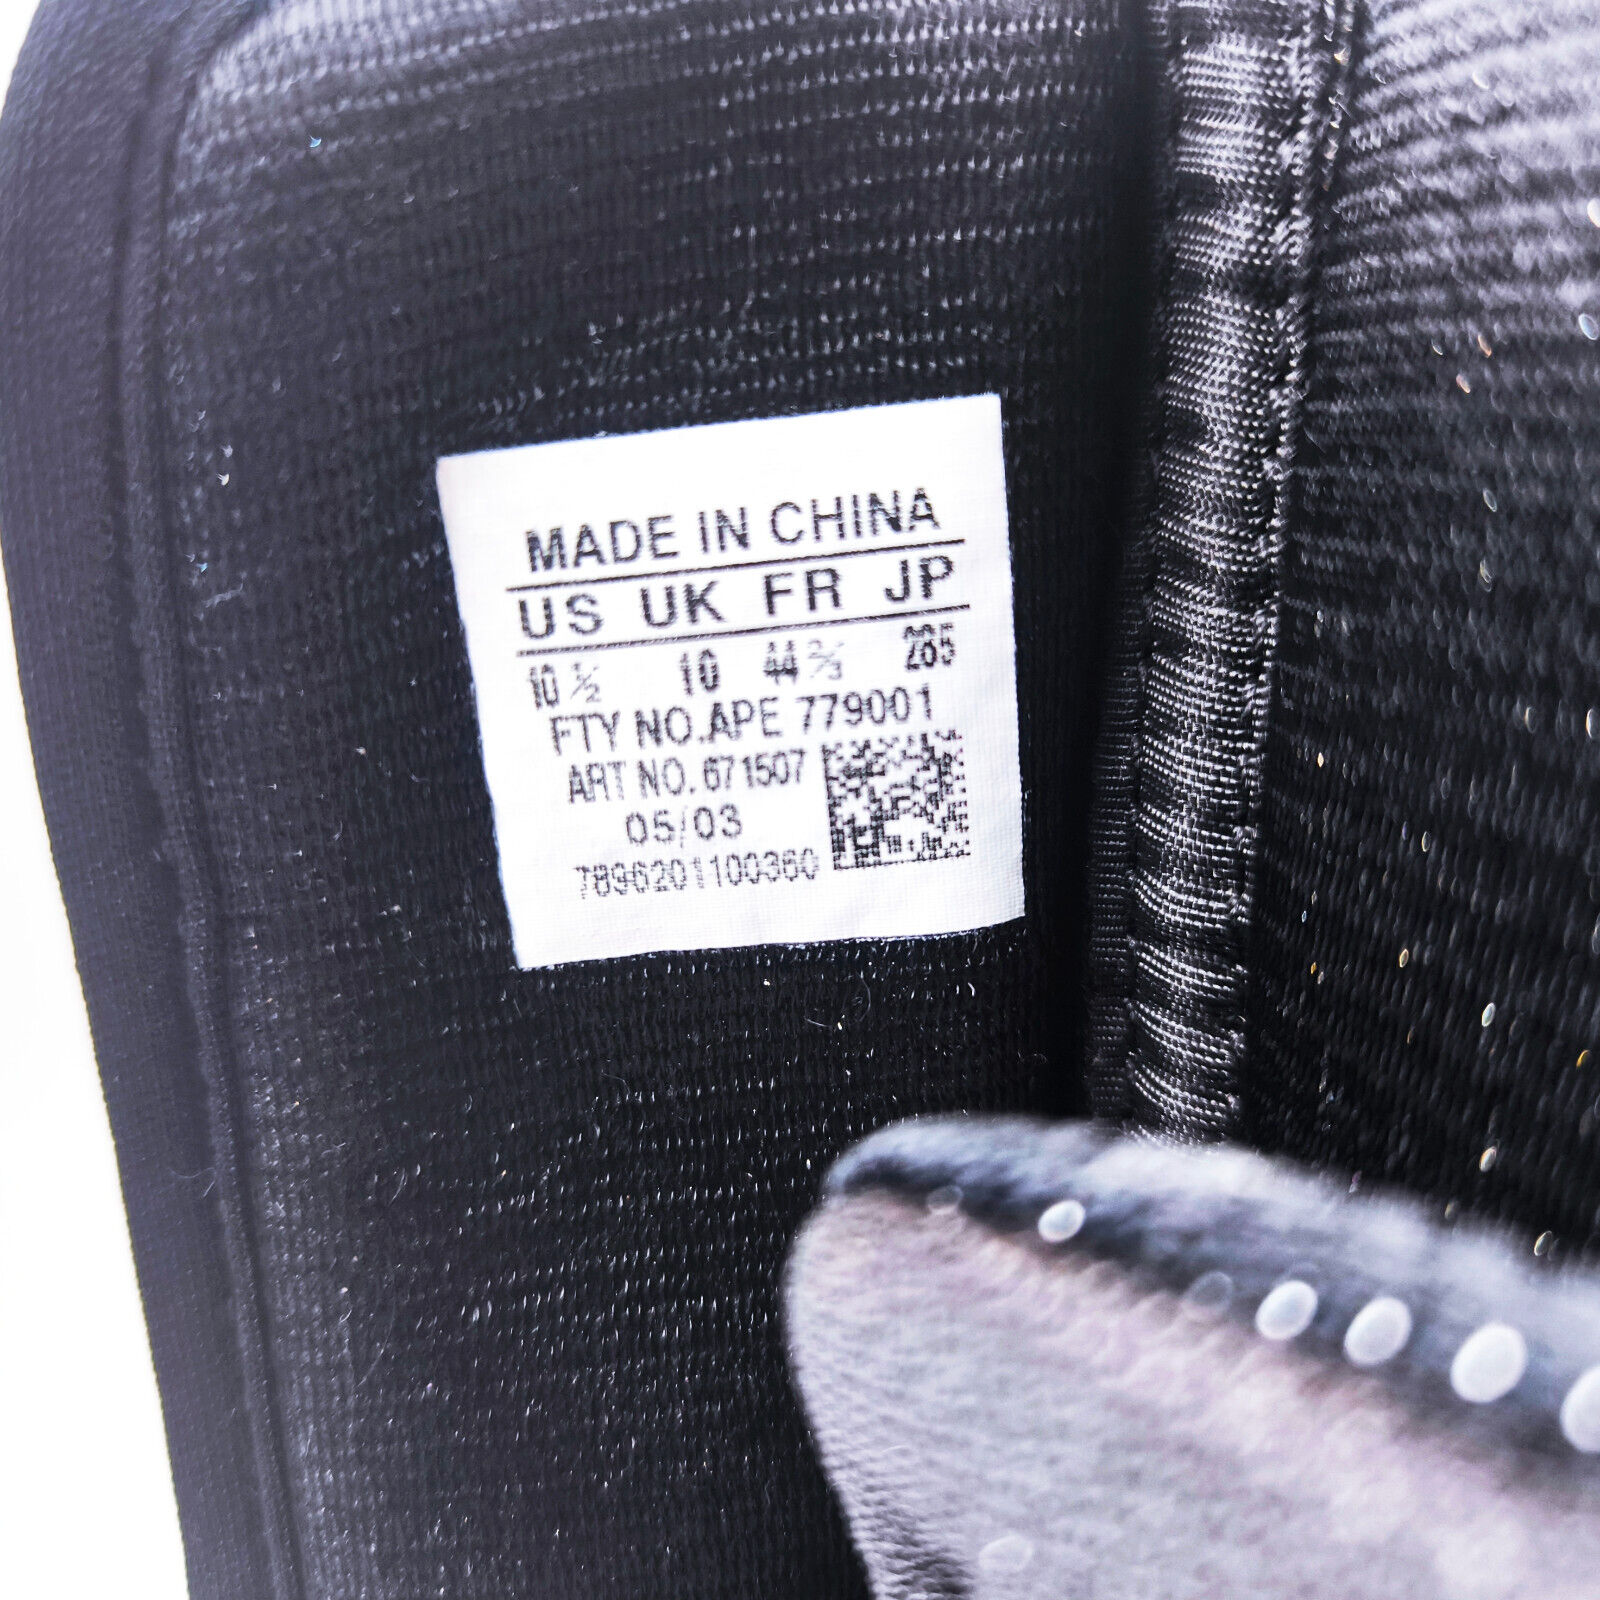 MADE IN CHINA
US UK FR JP
10 ½ 10 44 ⅔ 285
FTY NO.APE 779001
ART NO. 671507
05/03
7896201100360